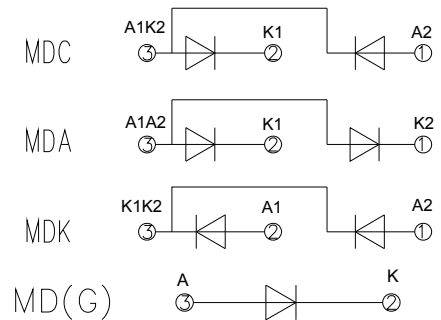 A1K2 K1 A2
MDC ③ ② ①
A1A2 K1 K2
MDA ③ ② ①
K1K2 A1 A2
MDK ③ ② ①
A K
MD(G) ③ ②